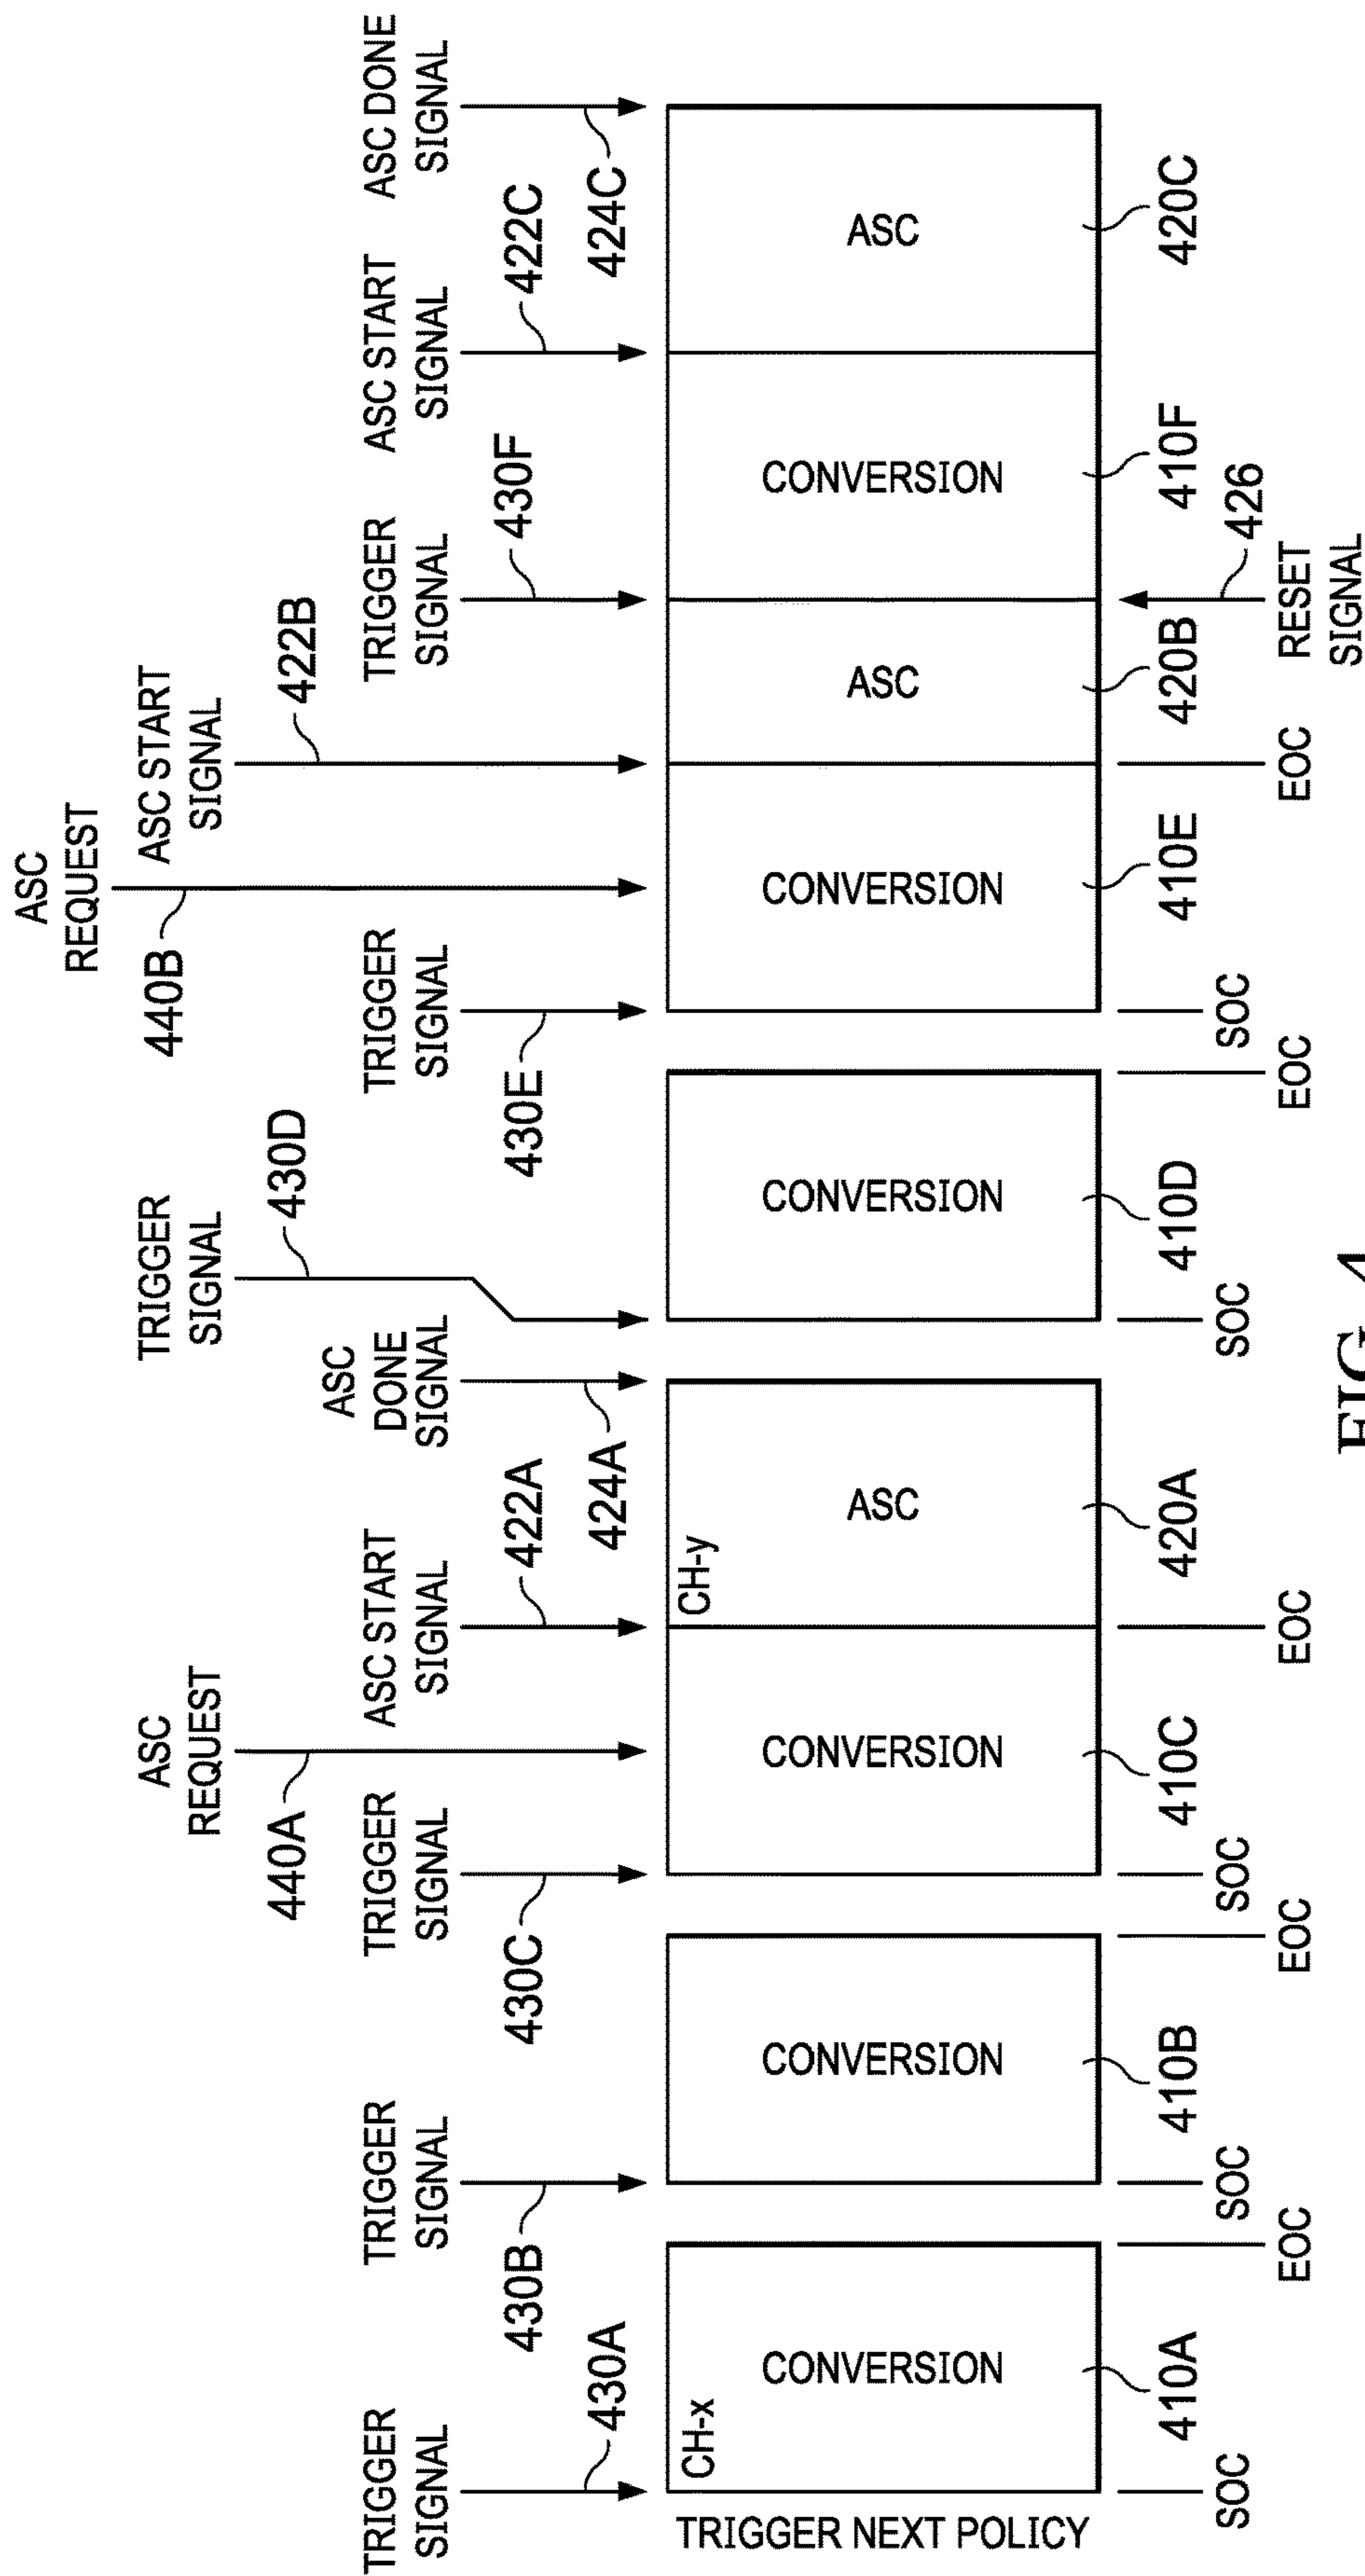 ASC
REQUEST
440B
ASC START
SIGNAL
422B
TRIGGER
SIGNAL
430D
ASC
REQUEST
440A
TRIGGER
SIGNAL
430A
TRIGGER
SIGNAL
430B
TRIGGER
SIGNAL
430C
ASC START
SIGNAL
422A
ASC
DONE
SIGNAL
424A
TRIGGER
SIGNAL
430E
TRIGGER
SIGNAL
430F
ASC START
SIGNAL
422C
ASC DONE
SIGNAL
424C
TRIGGER NEXT POLICY
CH-x
CONVERSION
CONVERSION
CONVERSION
CH-y
ASC
CONVERSION
CONVERSION
ASC
CONVERSION
ASC
410A
410B
410C
420A
410D
410E
420B
410F
420C
SOC
EOC
SOC
EOC
SOC
EOC
SOC
EOC
SOC
EOC
426
RESET
SIGNAL
FIG. 4